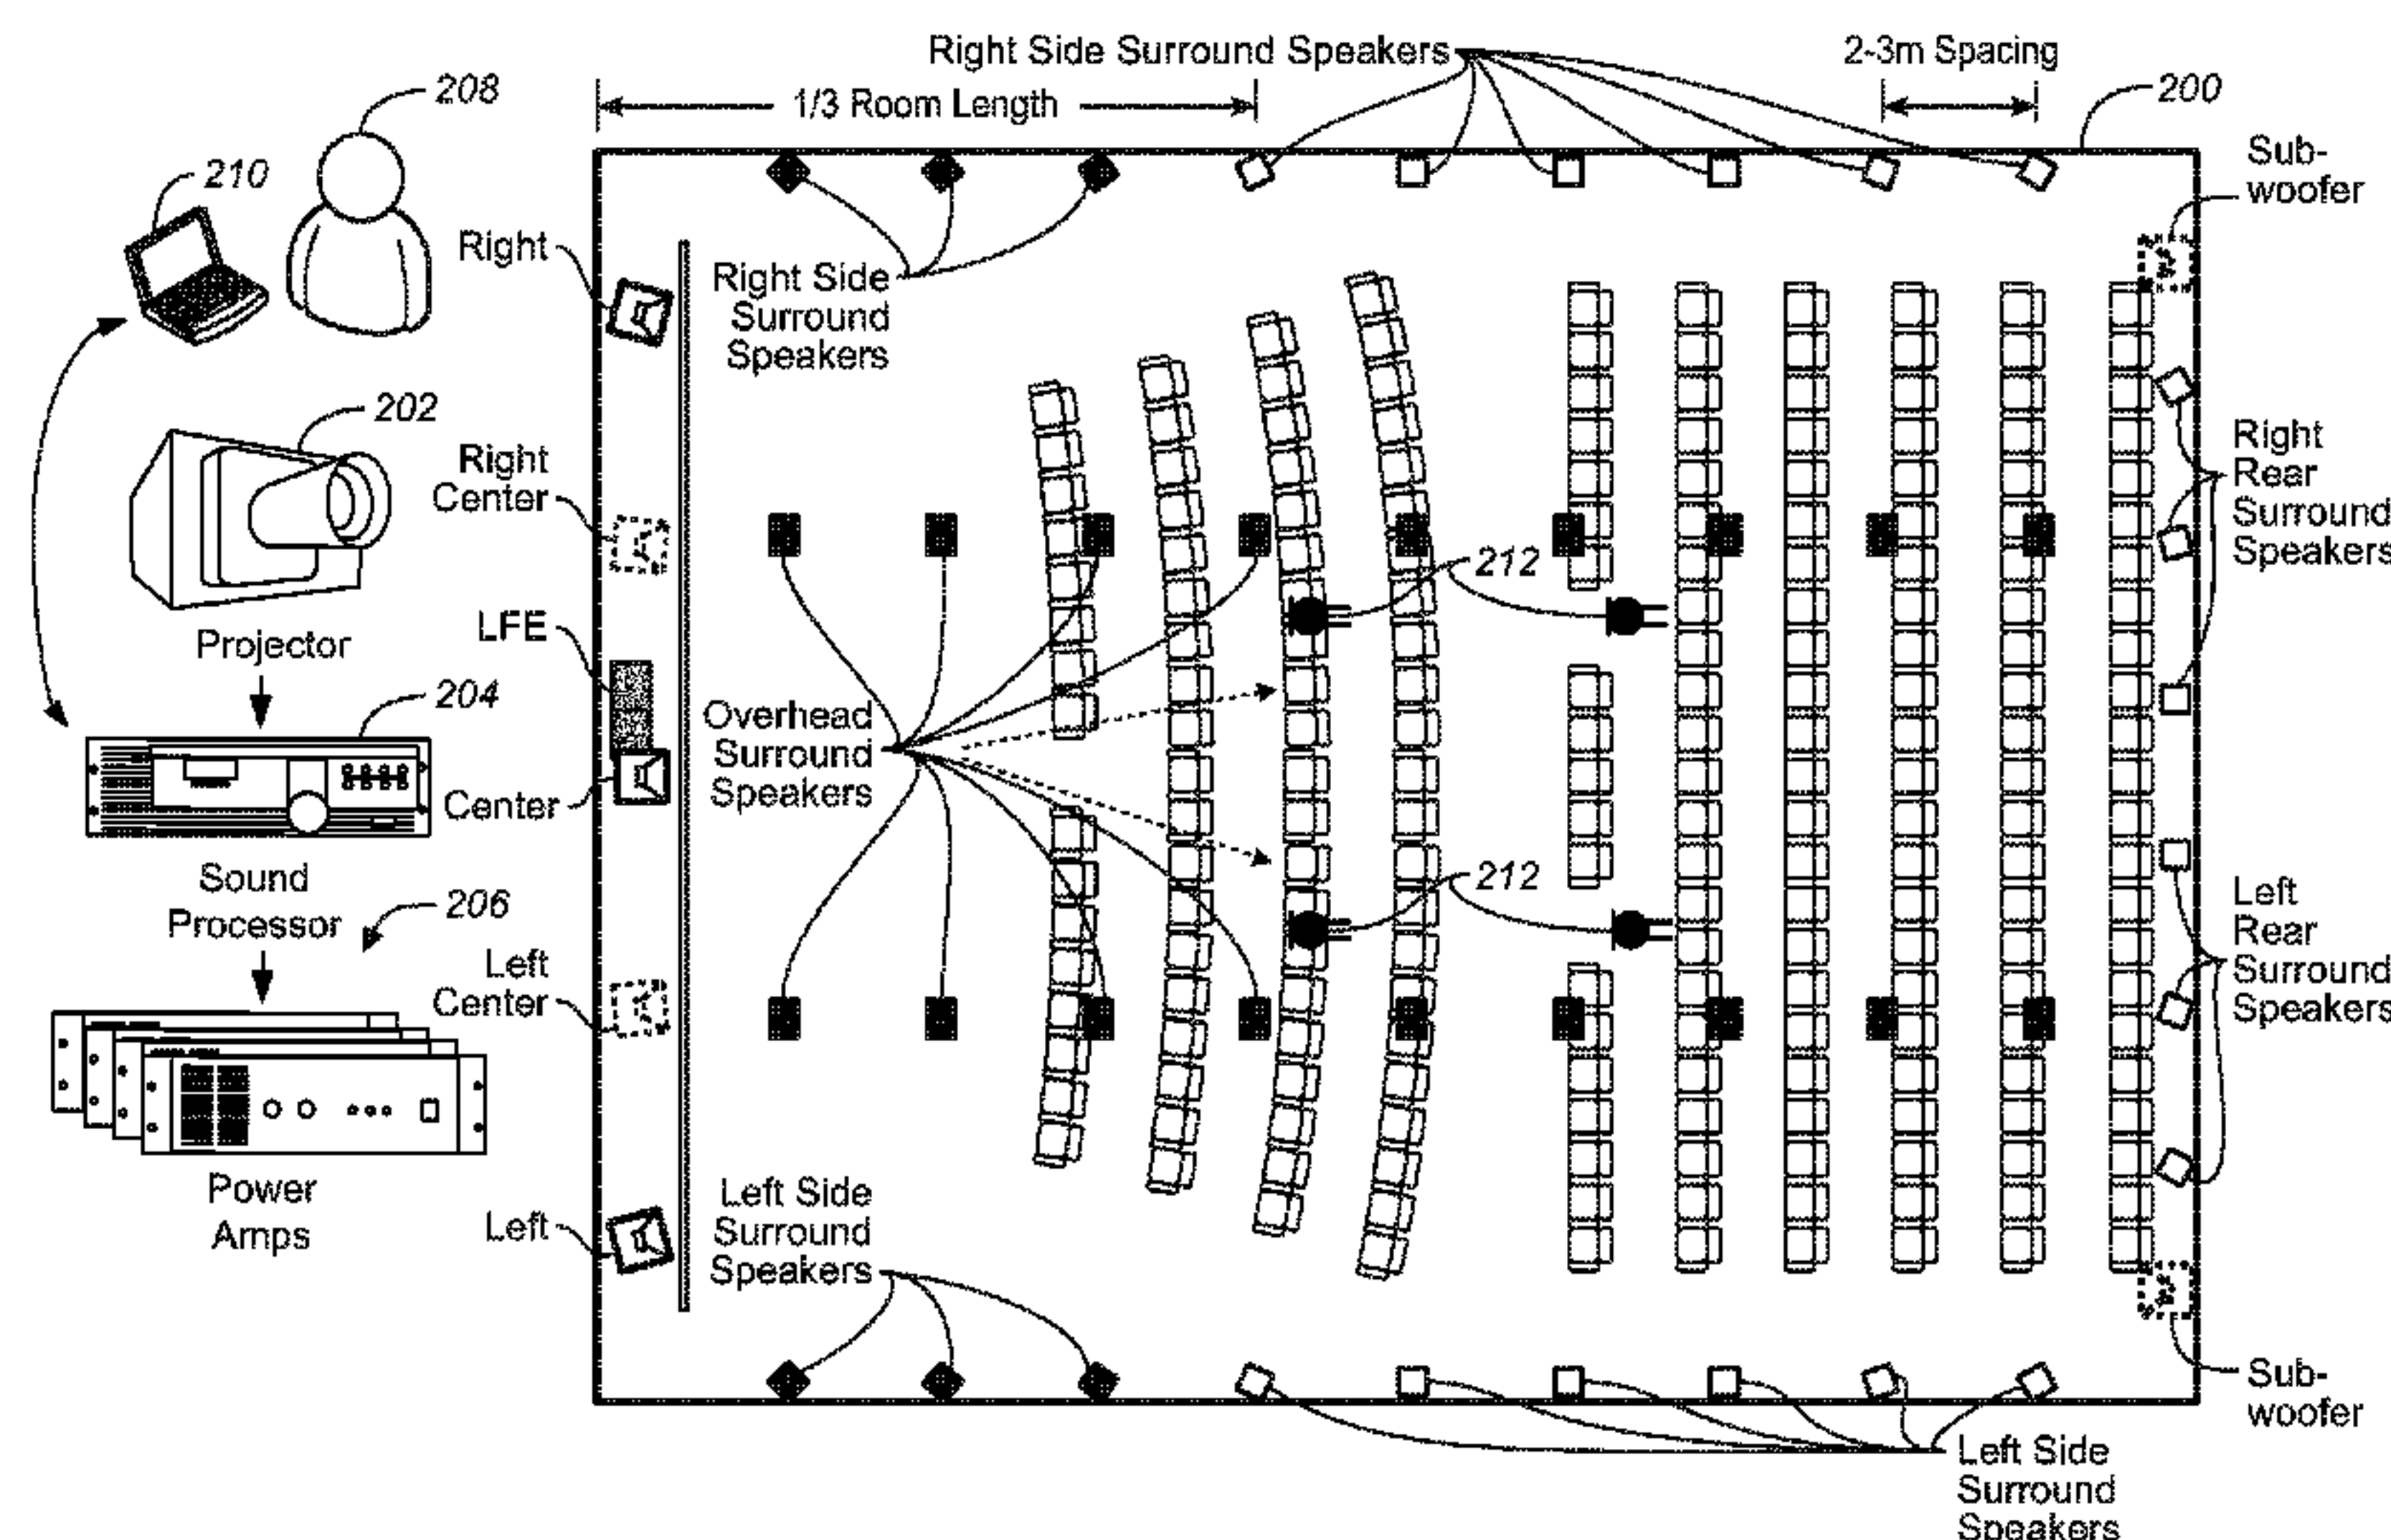 Right Side Surround Speakers
2-3m Spacing
1/3 Room Length
200
208
210
Sub-
woofer
Right
Right Side
Surround
Speakers
202
Right
Center
Right
Rear
Surround
Speakers
212
LFE
Projector
204
Overhead
Surround
Speakers
Center
Sound
Processor
206
212
Left
Rear
Surround
Speakers
Left
Center
Power
Amps
Left Side
Surround
Speakers
Left
Sub-
woofer
Left Side
Surround
Speakers